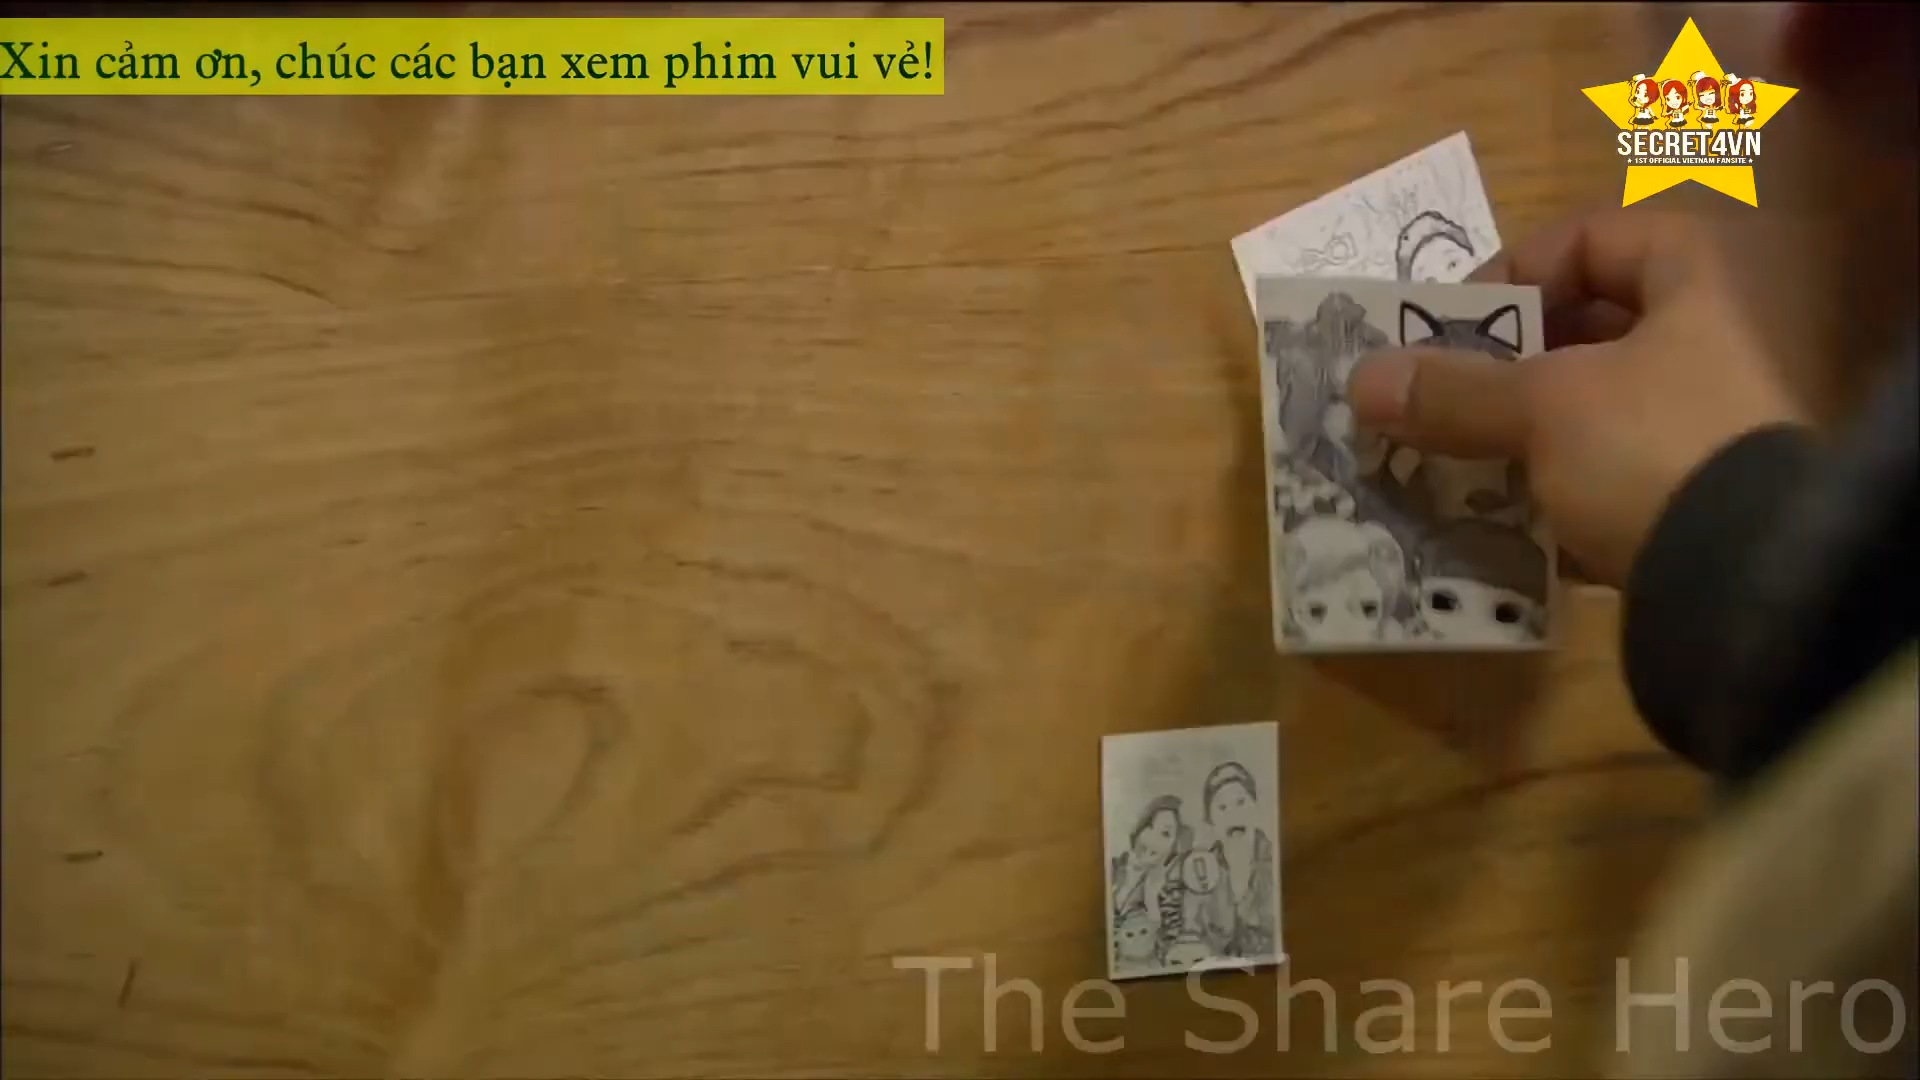 Xin cảm ơn, chúc các bạn xem phim vui vẻ!
SECRET4VN
★ 1ST OFFICIAL VIETNAM FANSITE ★
The Share Hero